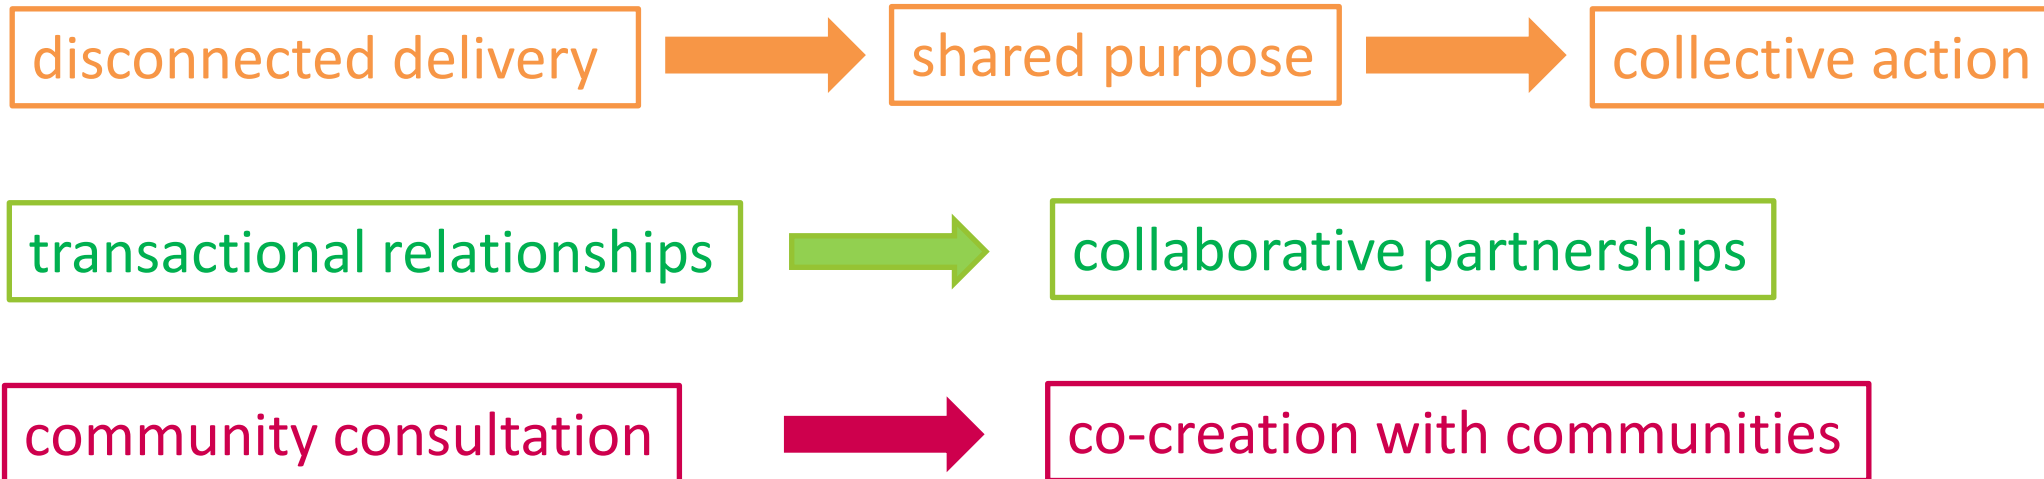 disconnected delivery shared purpose collective action
transactional relationships collaborative partnerships
community consultation co-creation with communities